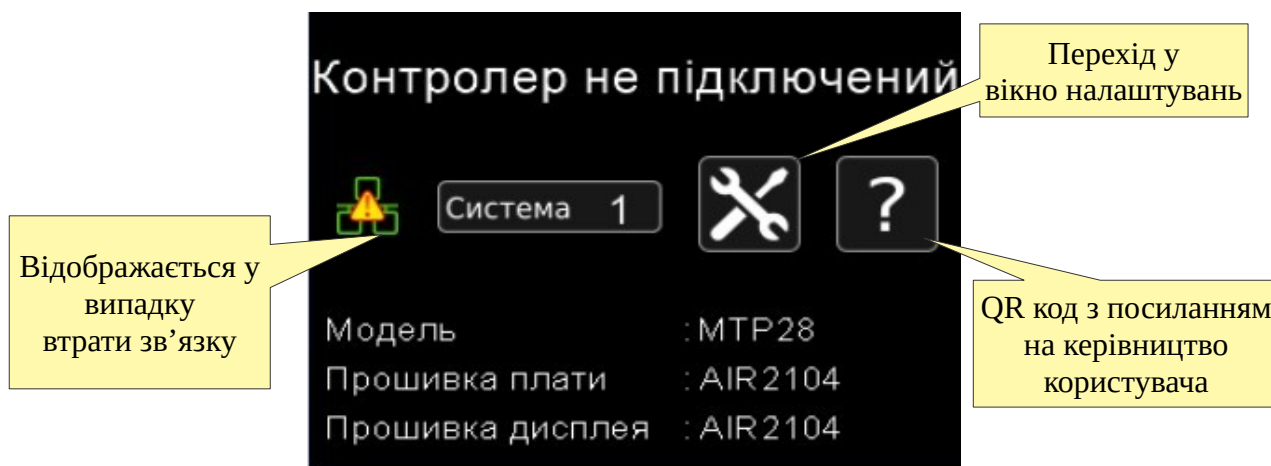 Контролер не підключений
Перехід у
вікно налаштувань
Система 1
?
Відображається у
випадку
втрати зв’язку
QR код з посиланням
на керівництво
користувача
Модель :MTP28
Прошивка плати :AIR2104
Прошивка дисплея :AIR2104